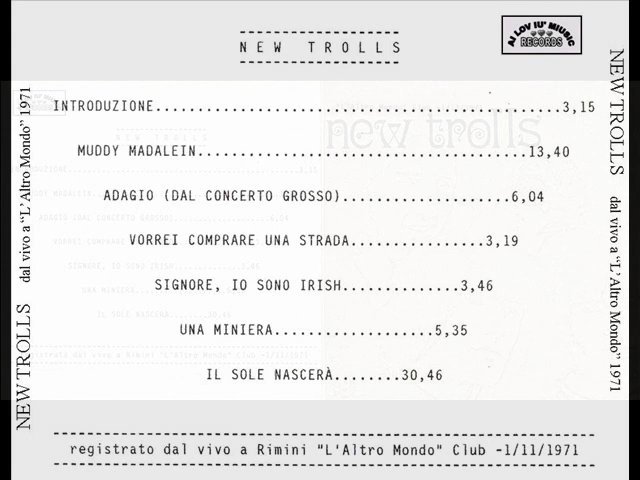 NEW TROLLS
AI LOV IU' MIUSIC
RECORDS
INTRODUZIONE..................................................3,15
MUDDY MADALEIN........................................13,40
ADAGIO (DAL CONCERTO GROSSO).....................6,04
VORREI COMPRARE UNA STRADA................3,19
SIGNORE, IO SONO IRISH..............3,46
UNA MINIERA...................5,35
IL SOLE NASCERÀ........30,46
registrato dal vivo a Rimini "L'Altro Mondo" Club -1/11/1971
NEW TROLLS dal vivo a "L'Altro Mondo" 1971
NEW TROLLS dal vivo a "L'Altro Mondo" 1971
new trolls